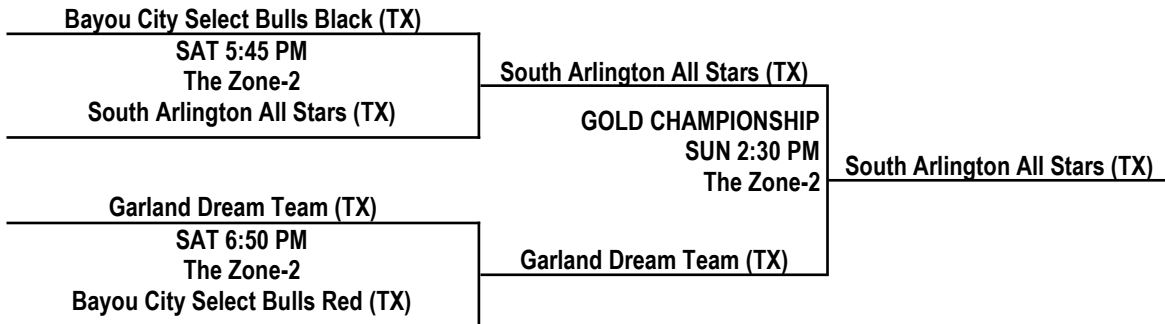 Bayou City Select Bulls Black (TX)
SAT 5:45 PM
The Zone-2
South Arlington All Stars (TX)
South Arlington All Stars (TX)
GOLD CHAMPIONSHIP
SUN 2:30 PM
The Zone-2
South Arlington All Stars (TX)
Garland Dream Team (TX)
SAT 6:50 PM
The Zone-2
Bayou City Select Bulls Red (TX)
Garland Dream Team (TX)